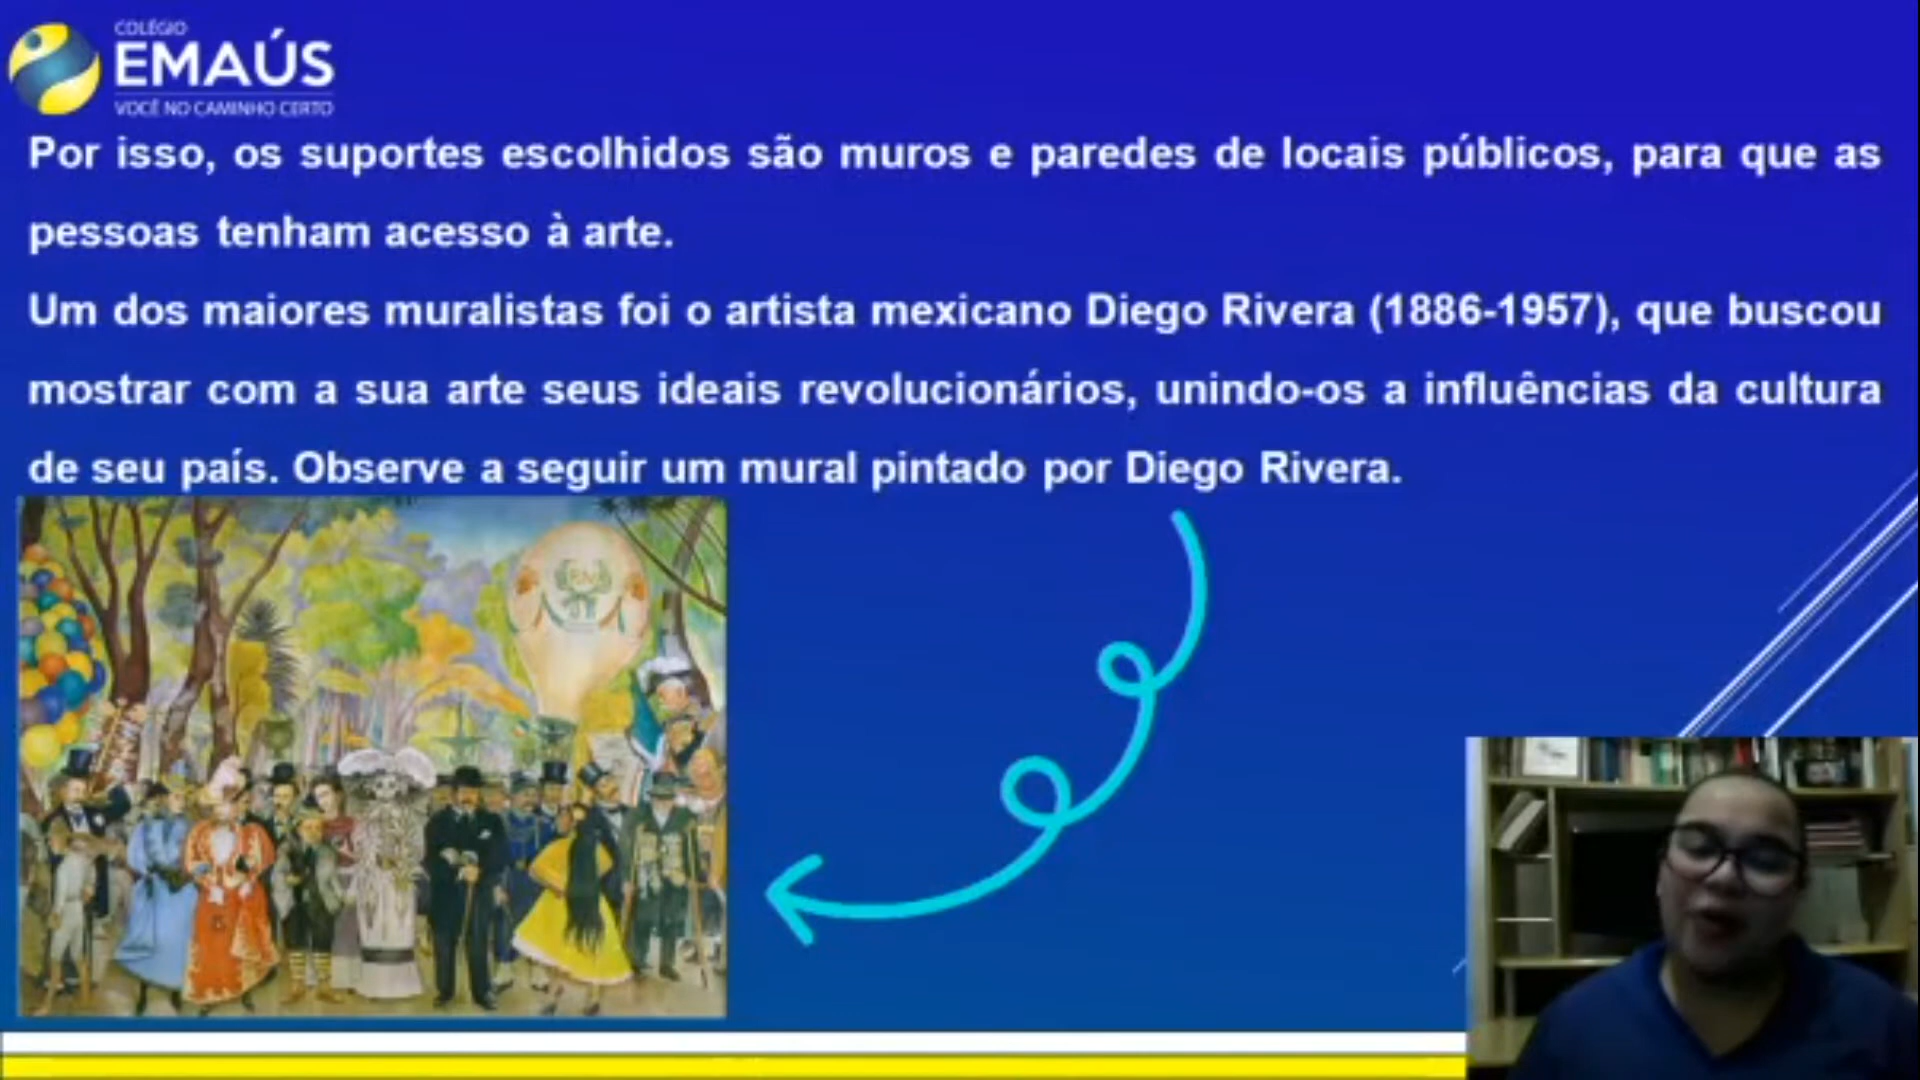 COLÉGIO
EMAÚS
VOCÊ NO CAMINHO CERTO
Por isso, os suportes escolhidos são muros e paredes de locais públicos, para que as
pessoas tenham acesso à arte.
Um dos maiores muralistas foi o artista mexicano Diego Rivera (1886-1957), que buscou
mostrar com a sua arte seus ideais revolucionários, unindo-os a influências da cultura
de seu país. Observe a seguir um mural pintado por Diego Rivera.